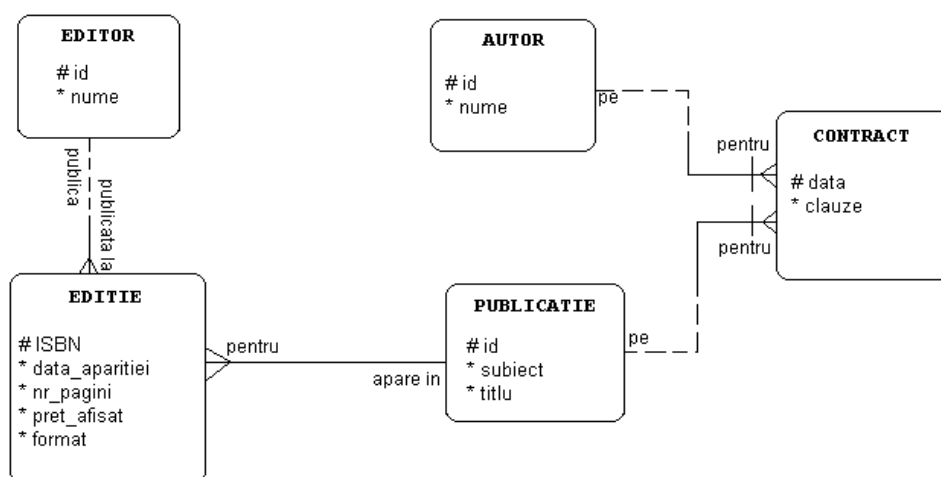 EDITOR
# id
* nume
publica
publicata la
AUTOR
# id
* nume
pe
pentru
CONTRACT
# data
* clauze
pentru
EDITIE
# ISBN
* data_aparitiei
* nr_pagini
* pret_afisat
* format
pentru
apare in
PUBLICATIE
# id
* subiect
* titlu
pe